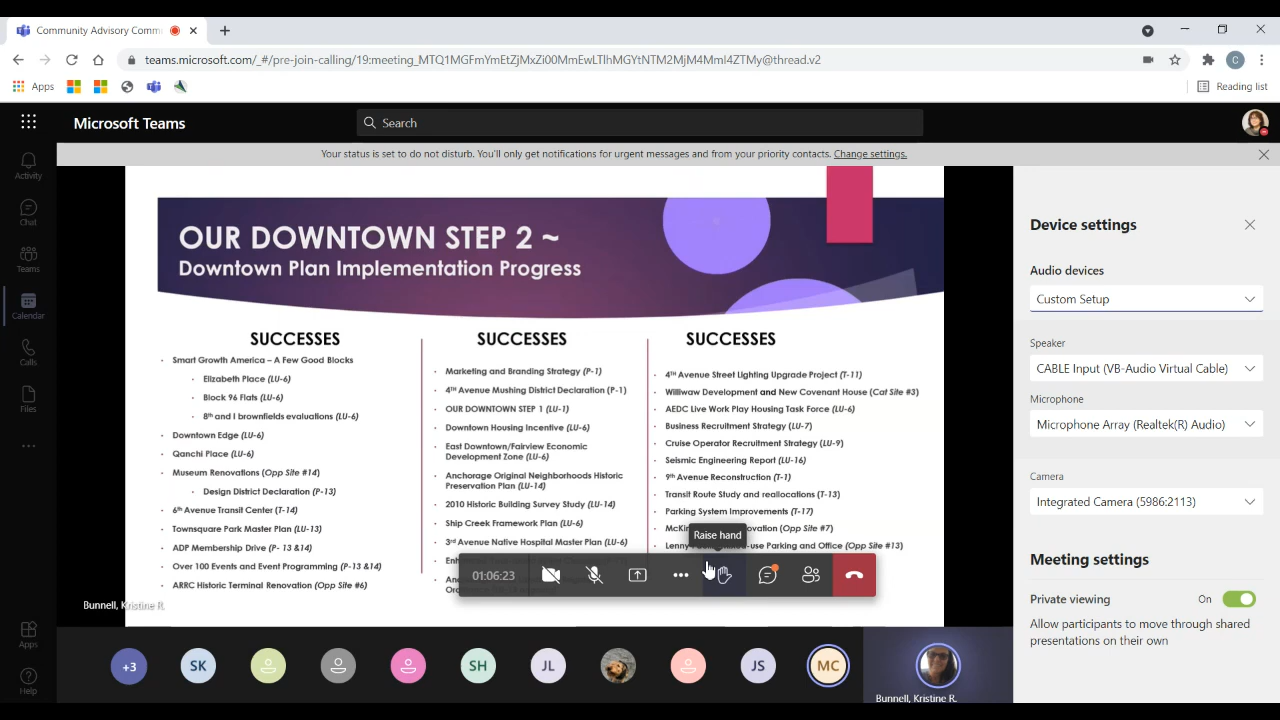 Community Advisory Comm
teams.microsoft.com/_#/pre-join-calling/19:meeting_MTQ1MGFmYmEtZjMxZi00MmEwLTlhMGYtNTM2MjM4MmI4ZTMy@thread.v2
C
Apps
Reading list
Microsoft Teams
Search
Your status is set to do not disturb. You'll only get notifications for urgent messages and from your priority contacts. Change settings.
Activity
Chat
Teams
Calendar
Calls
Files
Apps
Help
OUR DOWNTOWN STEP 2 ~
Downtown Plan Implementation Progress
SUCCESSES
• Smart Growth America – A Few Good Blocks
• Elizabeth Place (LU-6)
• Block 96 Flats (LU-6)
• 8th and I brownfields evaluations (LU-6)
• Downtown Edge (LU-6)
• Qanchi Place (LU-6)
• Museum Renovations (Opp Site #14)
• Design District Declaration (P-13)
• 6th Avenue Transit Center (T-14)
• Townsquare Park Master Plan (LU-13)
• ADP Membership Drive (P- 13 &14)
• Over 100 Events and Event Programming (P-13 &14)
• ARRC Historic Terminal Renovation (Opp Site #6)
SUCCESSES
• Marketing and Branding Strategy (P-1)
• 4TH Avenue Mushing District Declaration (P-1)
• OUR DOWNTOWN STEP 1 (LU-1)
• Downtown Housing Incentive (LU-6)
• East Downtown/Fairview Economic
Development Zone (LU-6)
• Anchorage Original Neighborhoods Historic
Preservation Plan (LU-14)
• 2010 Historic Building Survey Study (LU-14)
• Ship Creek Framework Plan (LU-6)
• 3rd Avenue Native Hospital Master Plan (LU-6)
SUCCESSES
• 4TH Avenue Street Lighting Upgrade Project (T-11)
• Williwaw Development and New Covenant House (Cat Site #3)
• AEDC Live Work Play Housing Task Force (LU-6)
• Business Recruitment Strategy (LU-7)
• Cruise Operator Recruitment Strategy (LU-9)
• Seismic Engineering Report (LU-16)
• 9th Avenue Reconstruction (T-1)
• Transit Route Study and reallocations (T-13)
• Parking System Improvements (T-17)
(Opp Site #7)
Parking and Office (Opp Site #13)
Raise hand
01:06:23
Bunnell, Kristine R.
+3
SK
SH
JL
JS
MC
Bunnell, Kristine R.
Device settings
Audio devices
Custom Setup
Speaker
CABLE Input (VB-Audio Virtual Cable)
Microphone
Microphone Array (Realtek(R) Audio)
Camera
Integrated Camera (5986:2113)
Meeting settings
Private viewing On
Allow participants to move through shared
presentations on their own